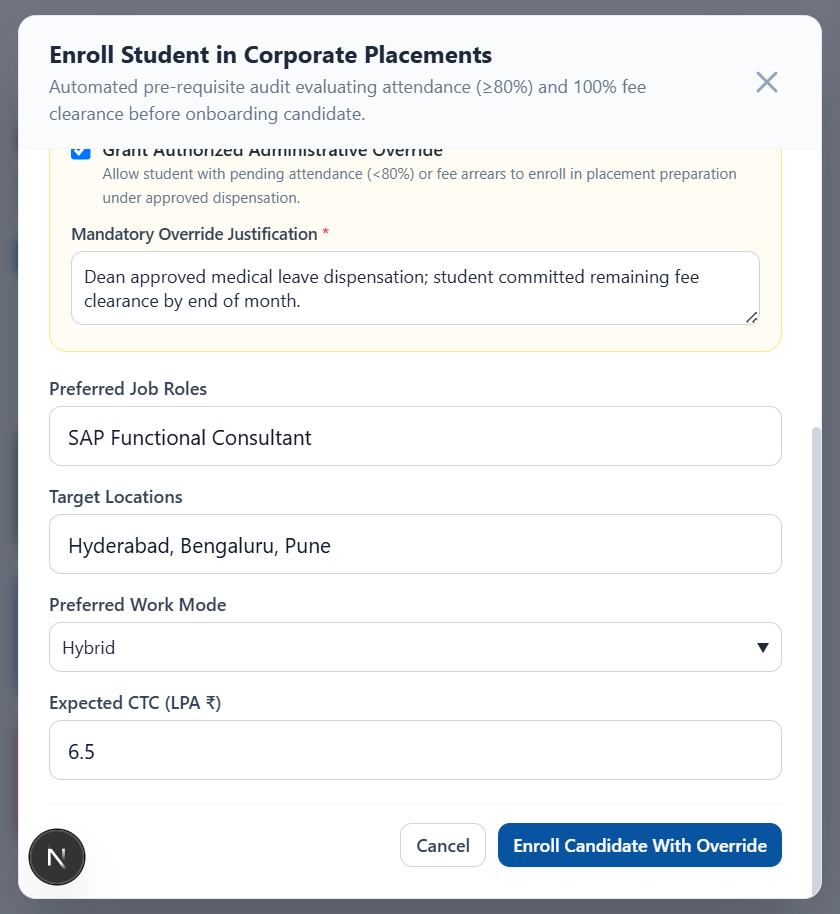 Enroll Student in Corporate Placements
Automated pre-requisite audit evaluating attendance (≥80%) and 100% fee
clearance before onboarding candidate.
Grant Authorized Administrative Override
Allow student with pending attendance (<80%) or fee arrears to enroll in placement preparation
under approved dispensation.
Mandatory Override Justification *
Dean approved medical leave dispensation; student committed remaining fee
clearance by end of month.
Preferred Job Roles
SAP Functional Consultant
Target Locations
Hyderabad, Bengaluru, Pune
Preferred Work Mode
Hybrid
Expected CTC (LPA ₹)
6.5
N
Cancel
Enroll Candidate With Override